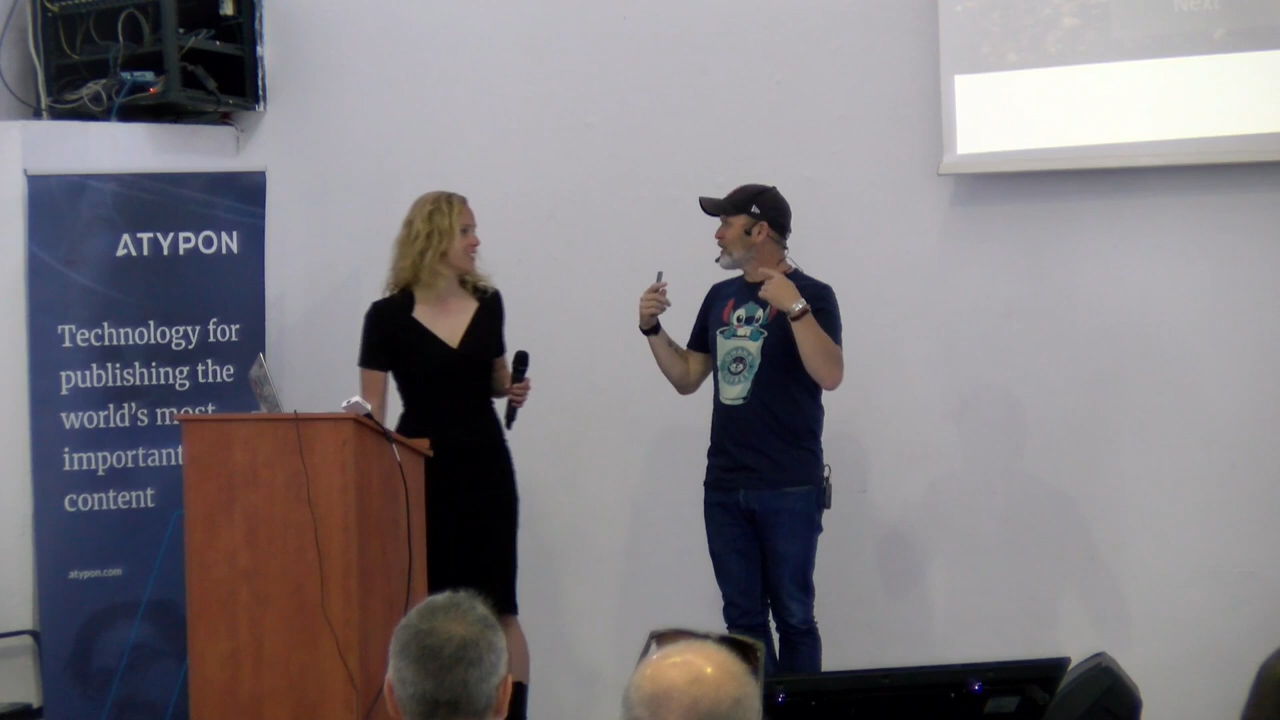 ATYPON
Technology for
publishing the
world's most
important
content
atypon.com
Next